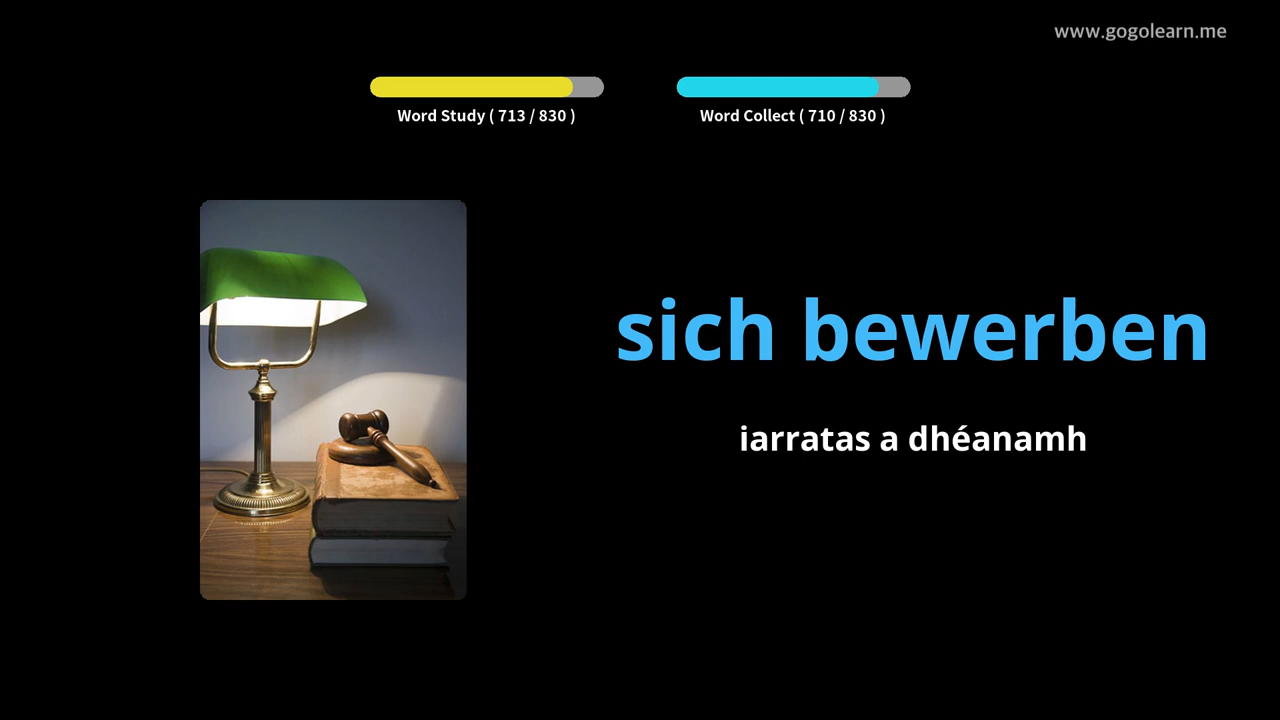 www.gogolearn.me
Word Study ( 713 / 830 )
Word Collect ( 710 / 830 )
sich bewerben
iarratas a dhéanamh